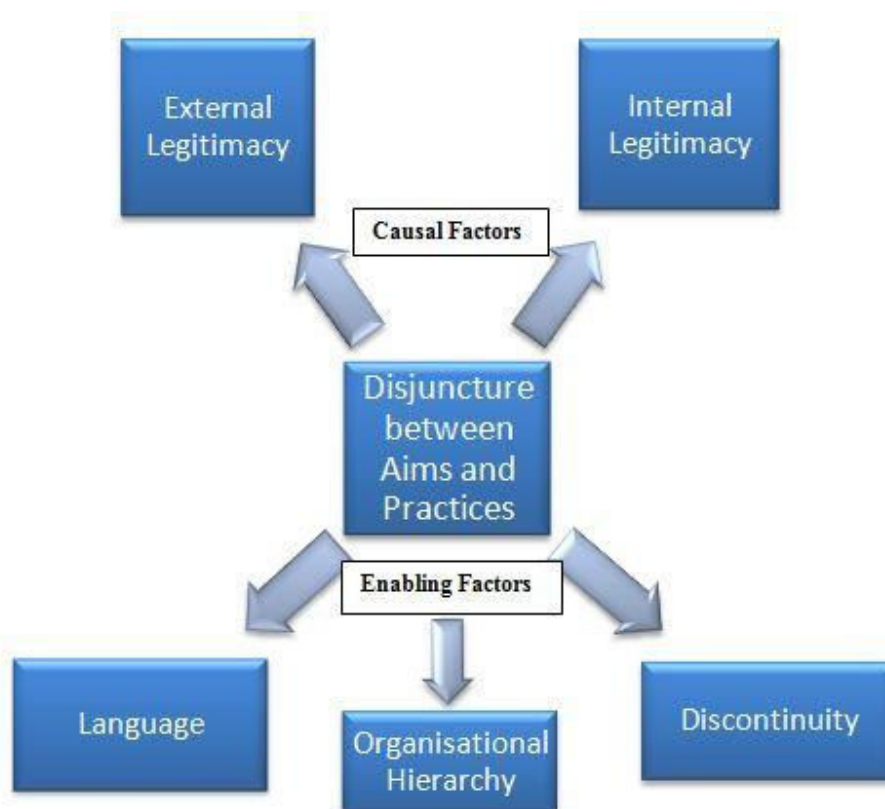 External
Legitimacy
Internal
Legitimacy
Causal Factors
Disjuncture
between
Aims and
Practices
Enabling Factors
Language
Organisational
Hierarchy
Discontinuity